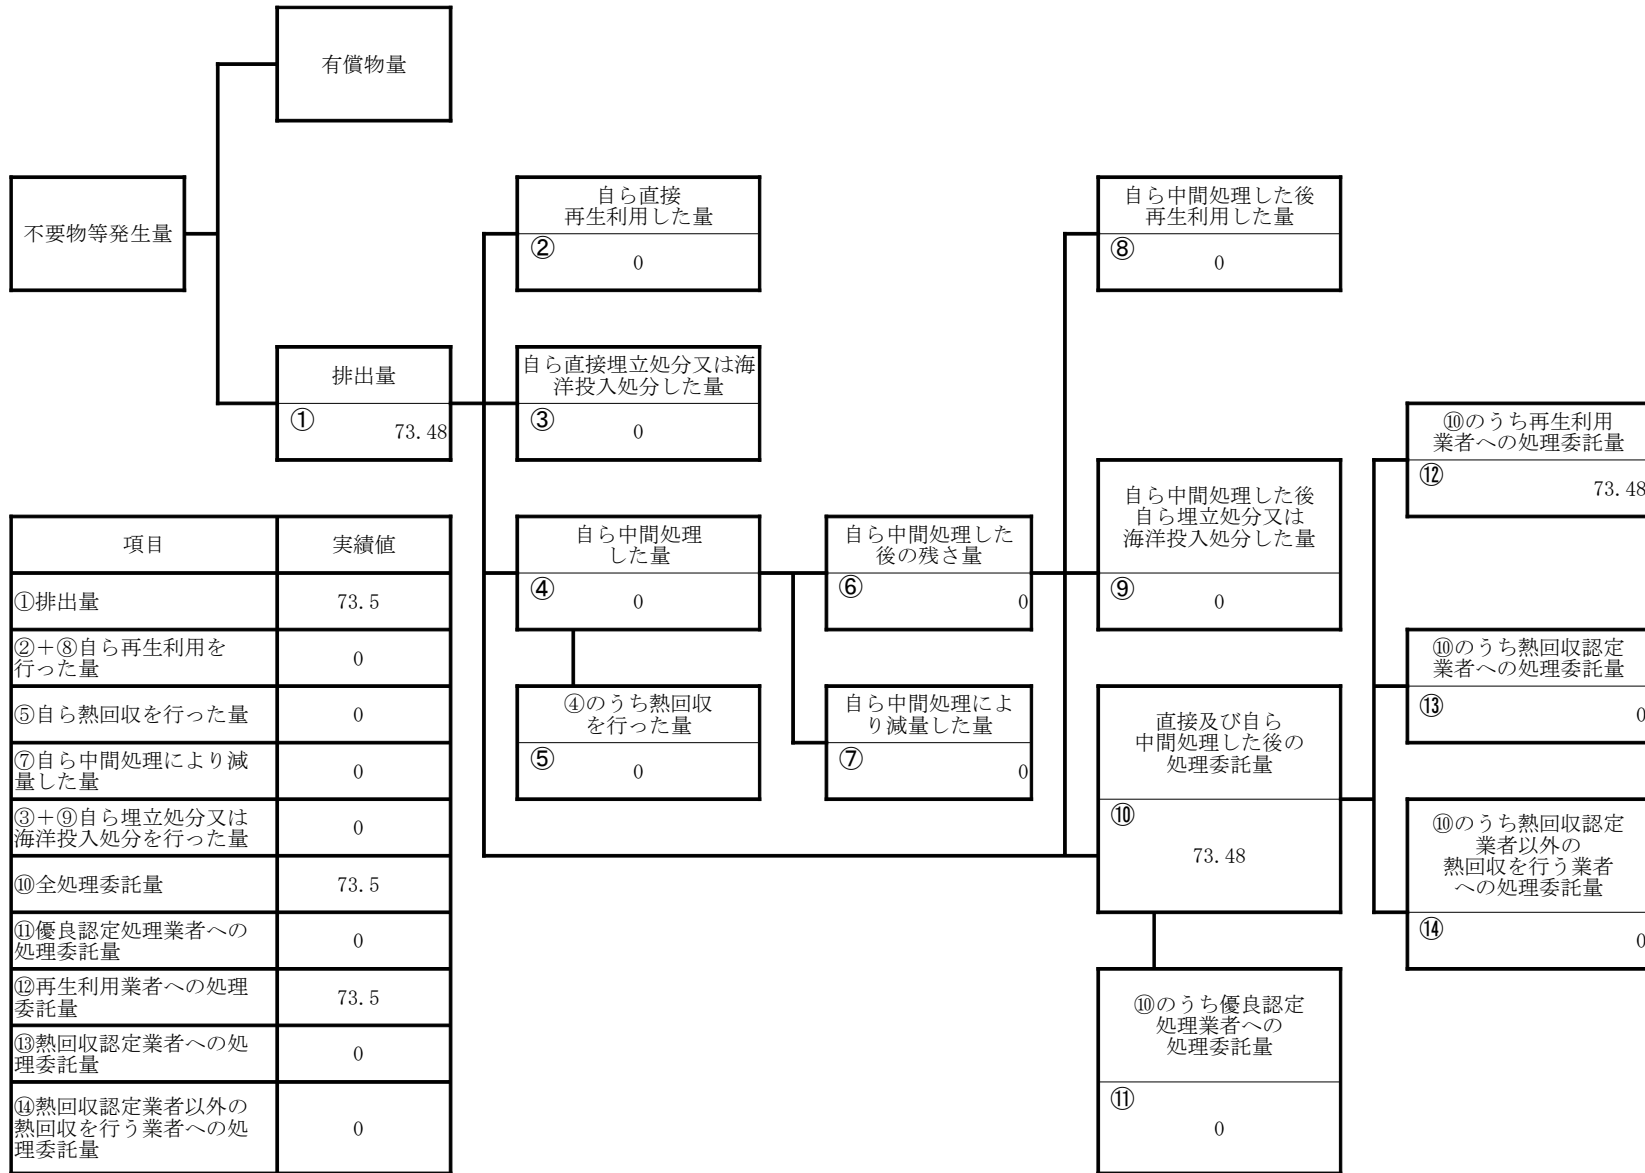 有償物量
不要物等発生量
排出量
①
73.48
自ら直接
再生利用した量
②
0
自ら直接埋立処分又は海
洋投入処分した量
③
0
自ら中間処理
した量
④
0
④のうち熱回収
を行った量
⑤
0
自ら中間処理した
後の残さ量
⑥
0
自ら中間処理によ
り減量した量
⑦
0
自ら中間処理した後
再生利用した量
⑧
0
自ら中間処理した後
自ら埋立処分又は
海洋投入処分した量
⑨
0
直接及び自ら
中間処理した後の
処理委託量
⑩
73.48
⑩のうち優良認定
処理業者への
処理委託量
⑪
0
⑩のうち再生利用
業者への処理委託量
⑫
73.48
⑩のうち熱回収認定
業者への処理委託量
⑬
0
⑩のうち熱回収認定
業者以外の
熱回収を行う業者
への処理委託量
⑭
0
項目 実績値
①排出量 73.5
②+⑧自ら再生利用を
行った量 0
⑤自ら熱回収を行った量 0
⑦自ら中間処理により減
量した量 0
③+⑨自ら埋立処分又は
海洋投入処分を行った量 0
⑩全処理委託量 73.5
⑪優良認定処理業者への
処理委託量 0
⑫再生利用業者への処理
委託量 73.5
⑬熱回収認定業者への処
理委託量 0
⑭熱回収認定業者以外の
熱回収を行う業者への処
理委託量 0